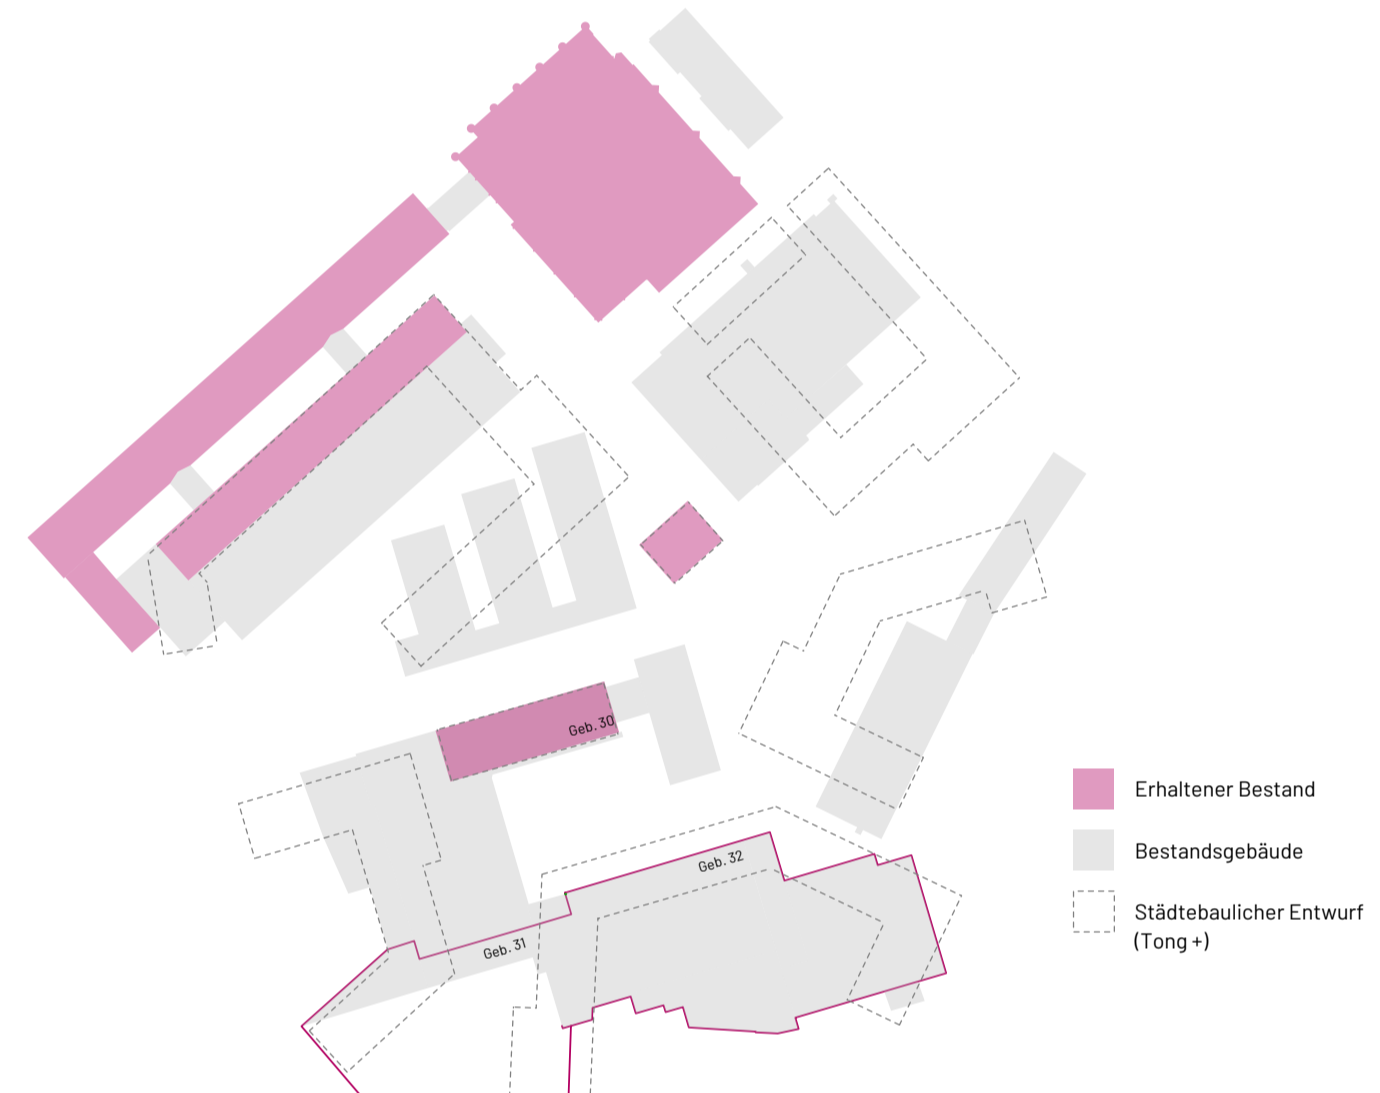 Geb. 30
Erhaltener Bestand
Bestandsgebäude
Geb. 32
Städtebaulicher Entwurf
(Tong +)
Geb. 31